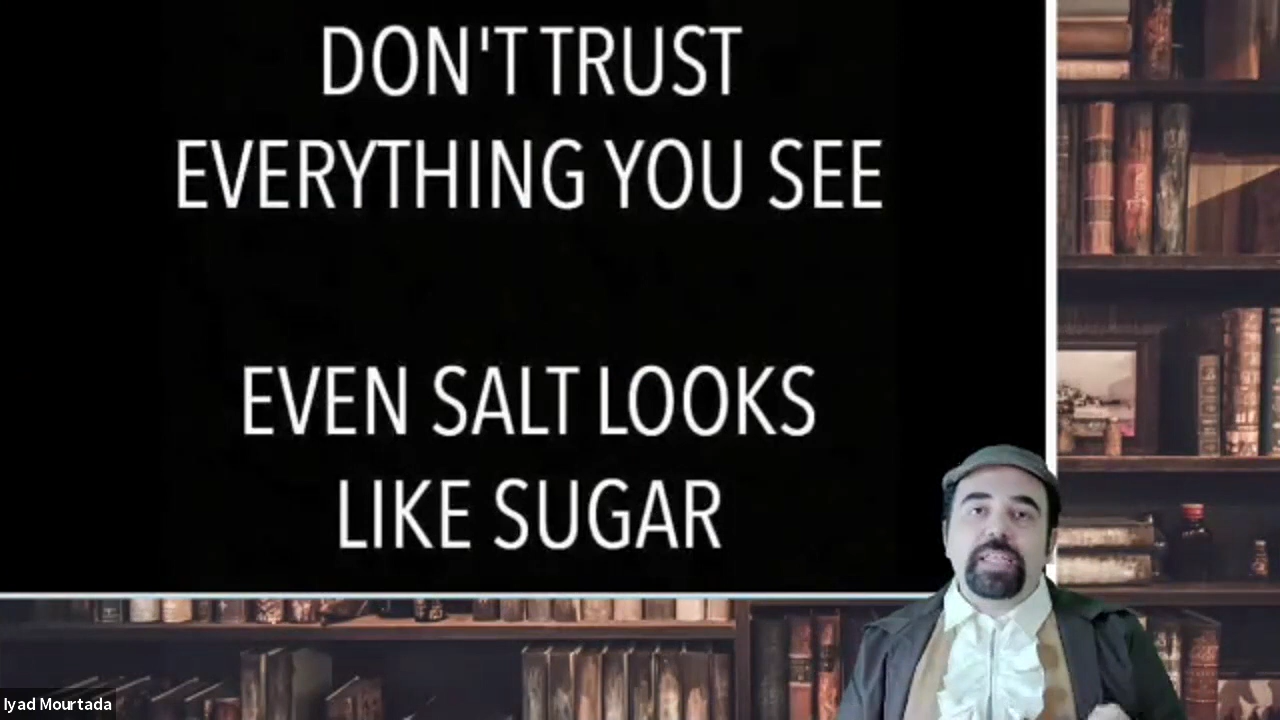 DON'T TRUST
EVERYTHING YOU SEE
EVEN SALT LOOKS
LIKE SUGAR
Iyad Mourtada